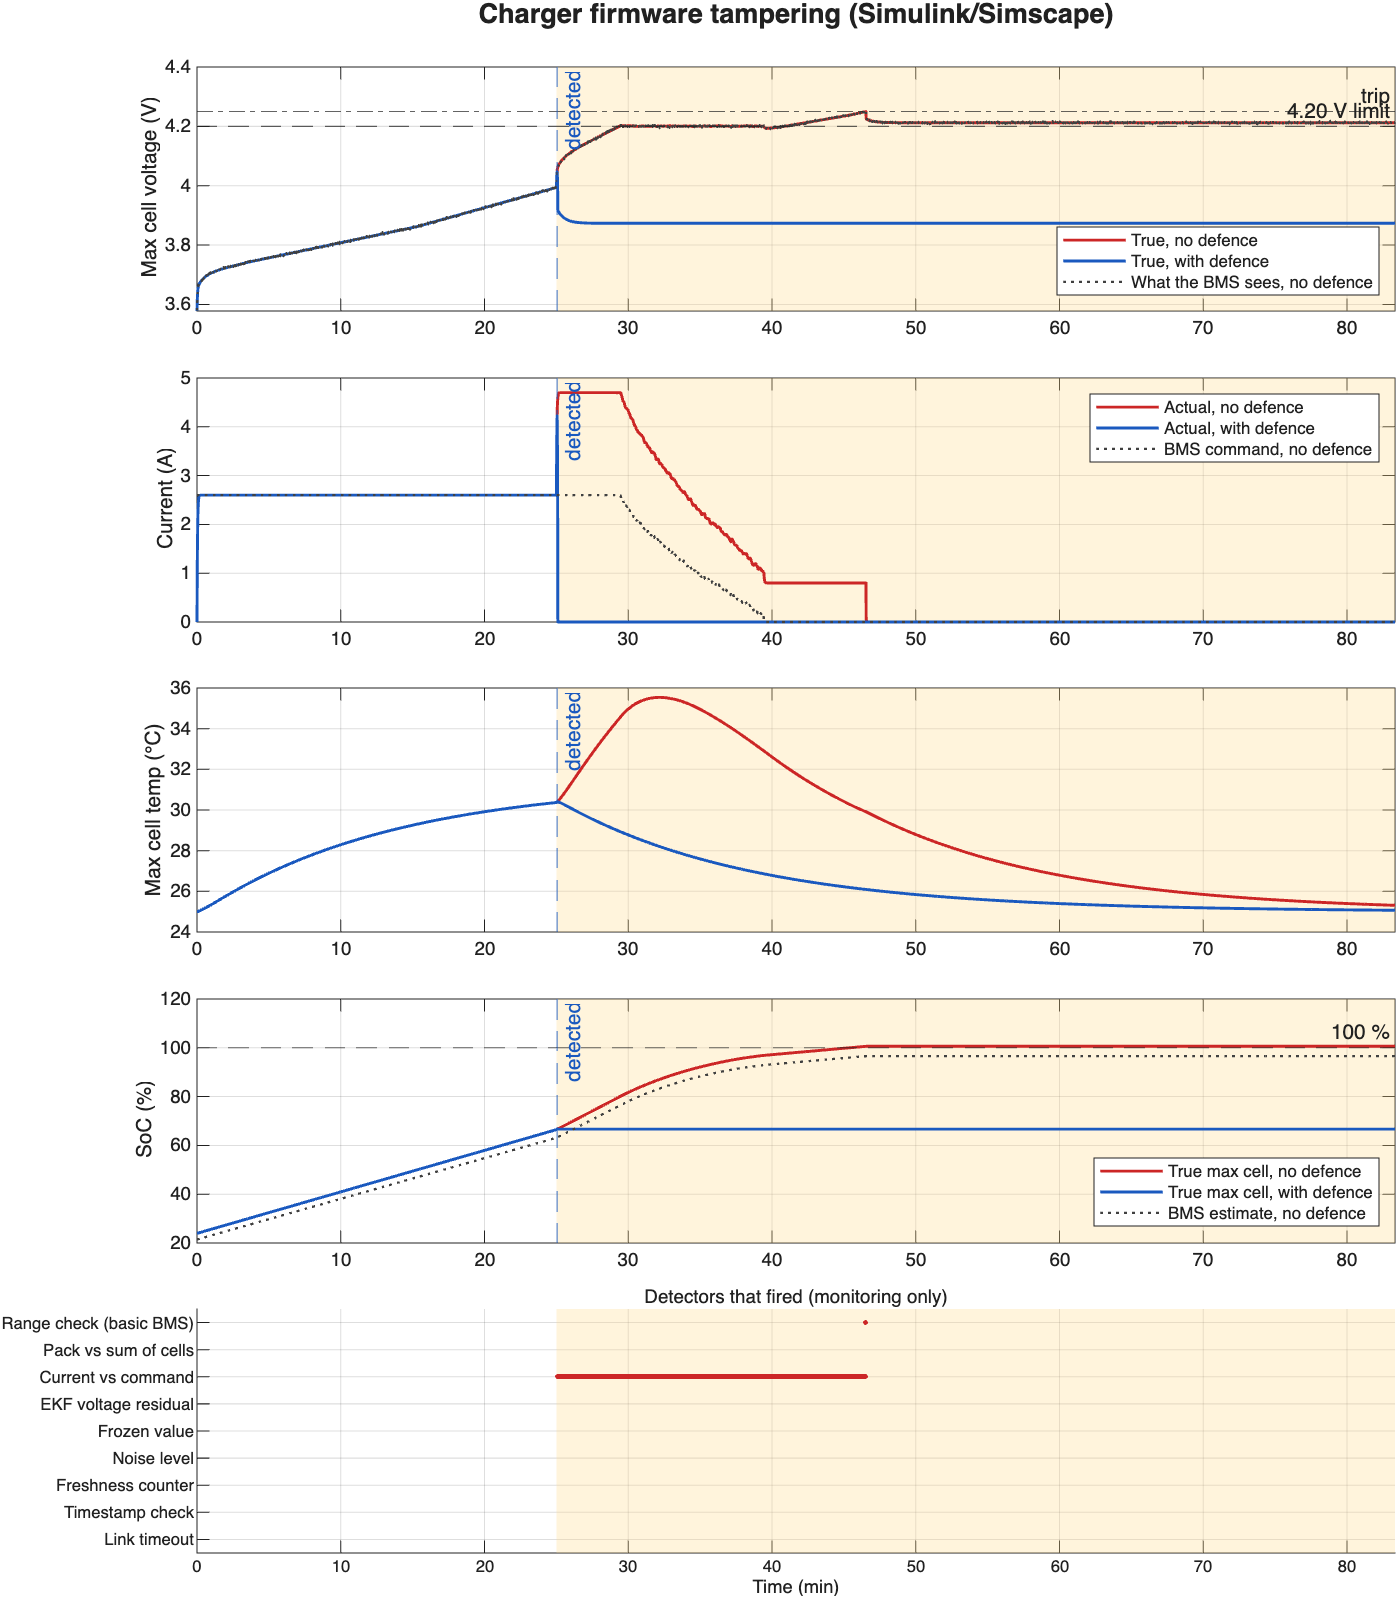 Charger firmware tampering (Simulink/Simscape)
Max cell voltage (V)
4.4
4.2
4
3.8
3.6
detected
trip
4.20 V limit
True, no defence
True, with defence
What the BMS sees, no defence
0 10 20 30 40 50 60 70 80
Current (A)
5
4
3
2
1
0
detected
Actual, no defence
Actual, with defence
BMS command, no defence
0 10 20 30 40 50 60 70 80
Max cell temp (°C)
36
34
32
30
28
26
24
detected
0 10 20 30 40 50 60 70 80
SoC (%)
120
100
80
60
40
20
detected
100 %
True max cell, no defence
True max cell, with defence
BMS estimate, no defence
0 10 20 30 40 50 60 70 80
Detectors that fired (monitoring only)
Range check (basic BMS)
Pack vs sum of cells
Current vs command
EKF voltage residual
Frozen value
Noise level
Freshness counter
Timestamp check
Link timeout
0 10 20 30 40 50 60 70 80
Time (min)